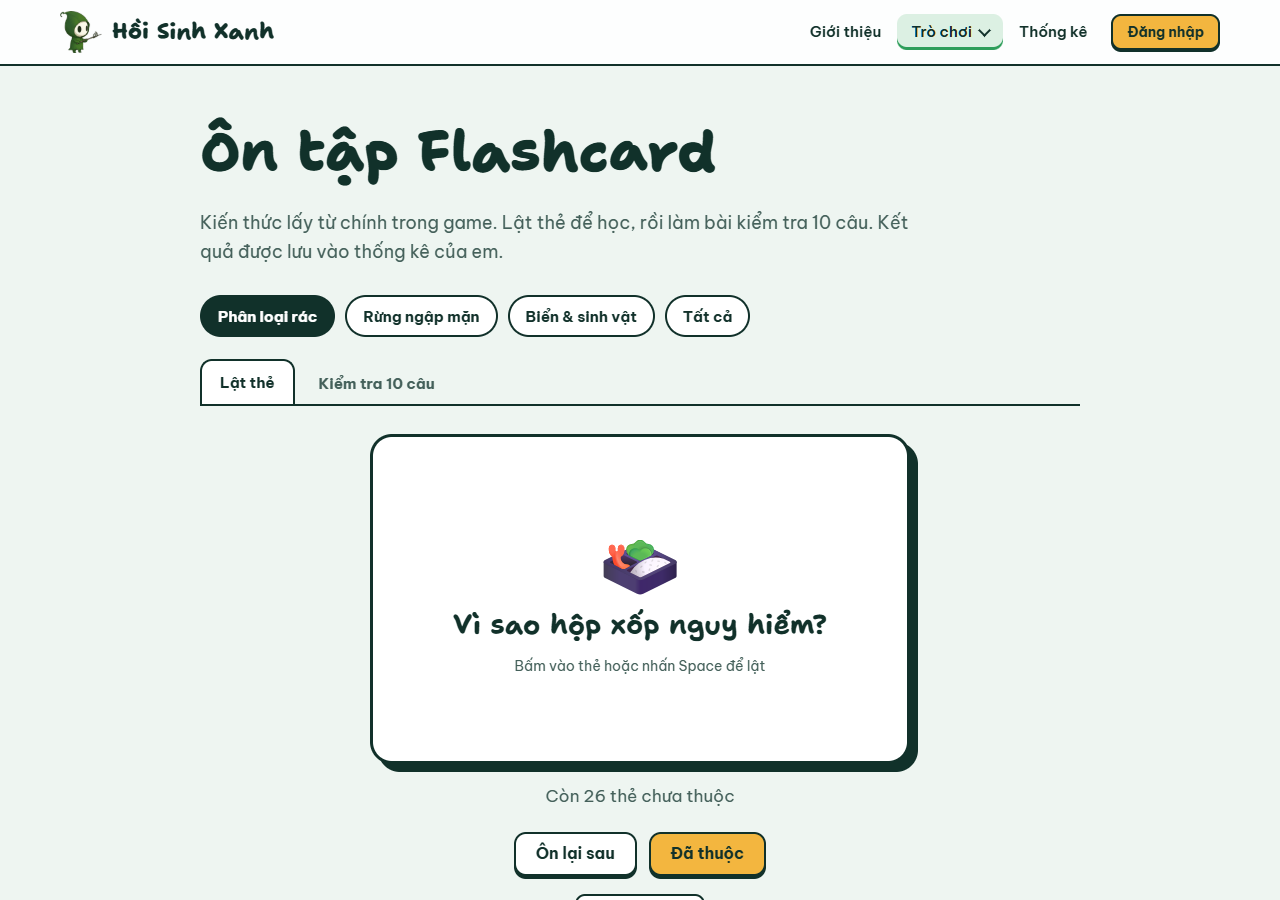 Hồi Sinh Xanh
Giới thiệu
Trò chơi
Thống kê
Đăng nhập
Ôn tập Flashcard
Kiến thức lấy từ chính trong game. Lật thẻ để học, rồi làm bài kiểm tra 10 câu. Kết
quả được lưu vào thống kê của em.
Phân loại rác
Rừng ngập mặn
Biển & sinh vật
Tất cả
Lật thẻ
Kiểm tra 10 câu
Vì sao hộp xốp nguy hiểm?
Bấm vào thẻ hoặc nhấn Space để lật
Còn 26 thẻ chưa thuộc
Ôn lại sau
Đã thuộc